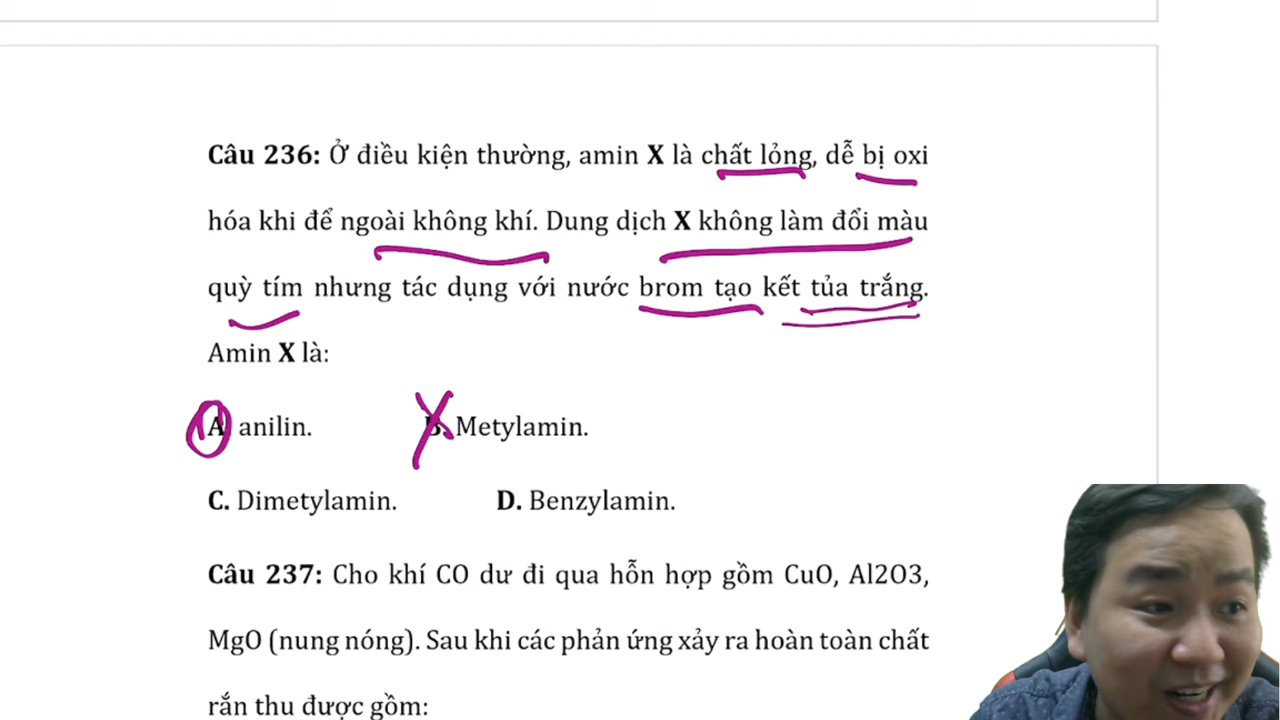 Câu 236: Ở điều kiện thường, amin X là chất lỏng, dễ bị oxi
hóa khi để ngoài không khí. Dung dịch X không làm đổi màu
quỳ tím nhưng tác dụng với nước brom tạo kết tủa trắng.
Amin X là:
A. anilin. B. Metylamin.
C. Dimetylamin. D. Benzylamin.
Câu 237: Cho khí CO dư đi qua hỗn hợp gồm CuO, Al2O3,
MgO (nung nóng). Sau khi các phản ứng xảy ra hoàn toàn chất
rắn thu được gồm: